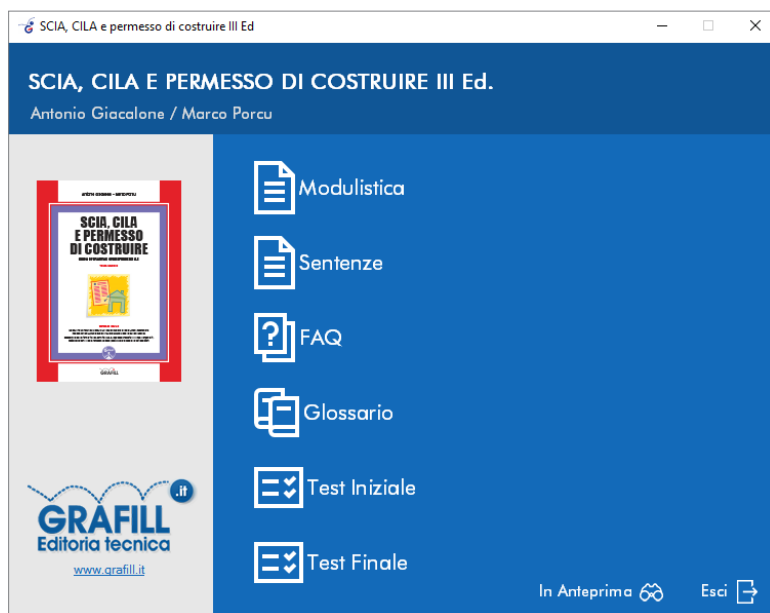 SCIA, CILA e permesso di costruire III Ed
SCIA, CILA E PERMESSO DI COSTRUIRE III Ed.
Antonio Giacalone / Marco Porcu
SCIA, CILA
E PERMESSO
DI COSTRUIRE
GRAFILL
Modulistica
Sentenze
FAQ
Glossario
Test Iniziale
Test Finale
.it
GRAFILL
Editoria tecnica
www.grafill.it
In Anteprima
Esci